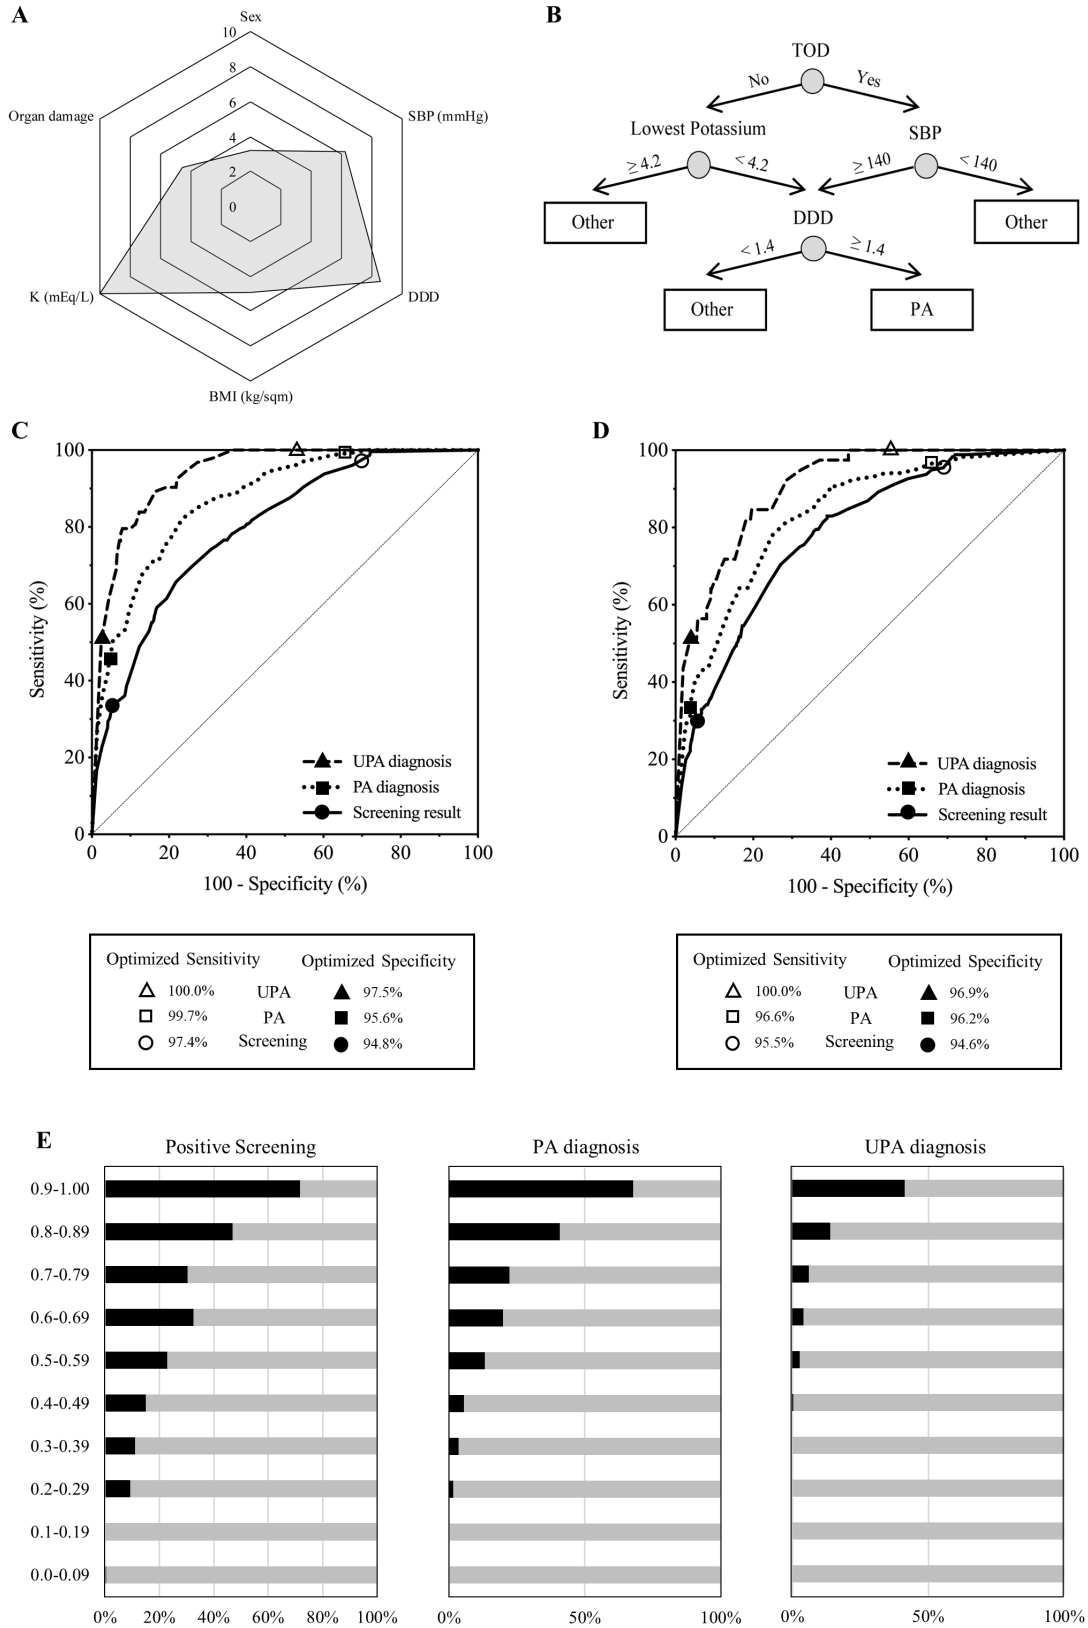 A
Sex
10
8
6
4
2
0
Organ damage
SBP (mmHg)
K (mEq/L)
DDD
BMI (kg/sqm)
B
TOD
No
Yes
Lowest Potassium
SBP
≥ 4.2
< 4.2
≥ 140
< 140
Other
DDD
Other
< 1.4
≥ 1.4
Other
PA
C
100
80
60
40
20
0
Sensitivity (%)
UPA diagnosis
PA diagnosis
Screening result
0 20 40 60 80 100
100 - Specificity (%)
Optimized Sensitivity Optimized Specificity
100.0% UPA 97.5%
99.7% PA 95.6%
97.4% Screening 94.8%
D
100
80
60
40
20
0
Sensitivity (%)
UPA diagnosis
PA diagnosis
Screening result
0 20 40 60 80 100
100 - Specificity (%)
Optimized Sensitivity Optimized Specificity
100.0% UPA 96.9%
96.6% PA 96.2%
95.5% Screening 94.6%
E
Positive Screening
PA diagnosis
UPA diagnosis
0.9-1.00
0.8-0.89
0.7-0.79
0.6-0.69
0.5-0.59
0.4-0.49
0.3-0.39
0.2-0.29
0.1-0.19
0.0-0.09
0% 20% 40% 60% 80% 100%
0% 50% 100%
0% 50% 100%